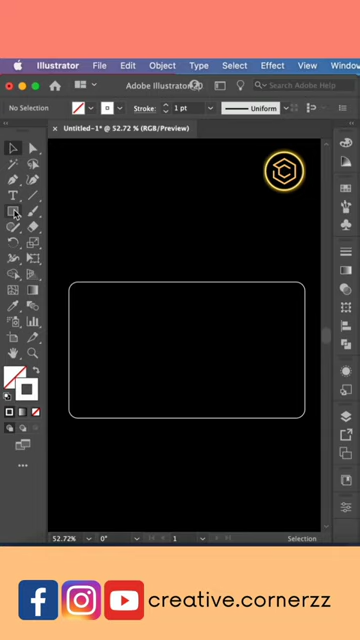 Illustrator File Edit Object Type Select Effect View Window
Adobe Illustrator
Search Adobe Help
No Selection Stroke: 1 pt Uniform
× Untitled-1* @ 52.72 % (RGB/Preview)
T
C
52.72% 0° 1 Selection
creative.cornerzz